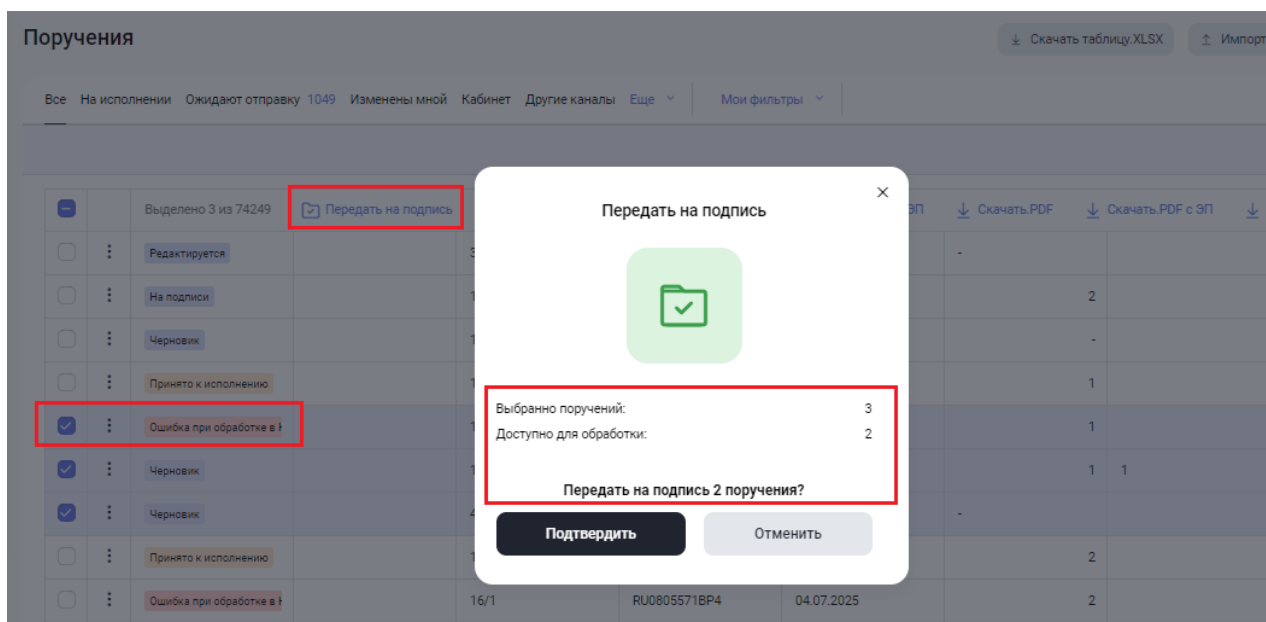 Поручения
Скачать таблицу.XLSX
Импорт
Все На исполнении Ожидают отправку 1049 Изменены мной Кабинет Другие каналы Еще Мои фильтры
Выделено 3 из 74249 Передать на подпись ЭП Скачать.PDF Скачать.PDF с ЭП
Передать на подпись
Редактируется -
На подписи 2
Черновик -
Принято к исполнению 1
Ошибка при обработке в 1
Черновик 1 1
Черновик -
Выбранно поручений: 3
Доступно для обработки: 2
Передать на подпись 2 поручения?
Подтвердить Отменить
Принято к исполнению 2
Ошибка при обработке в 16/1 RU0805571BP4 04.07.2025 2